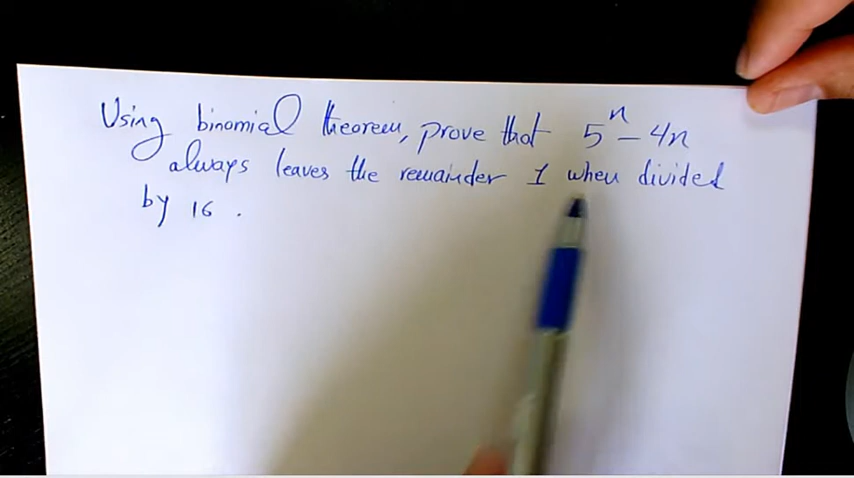 Using binomial theorem, prove that 5ⁿ - 4n
always leaves the remainder 1 when divided
by 16.